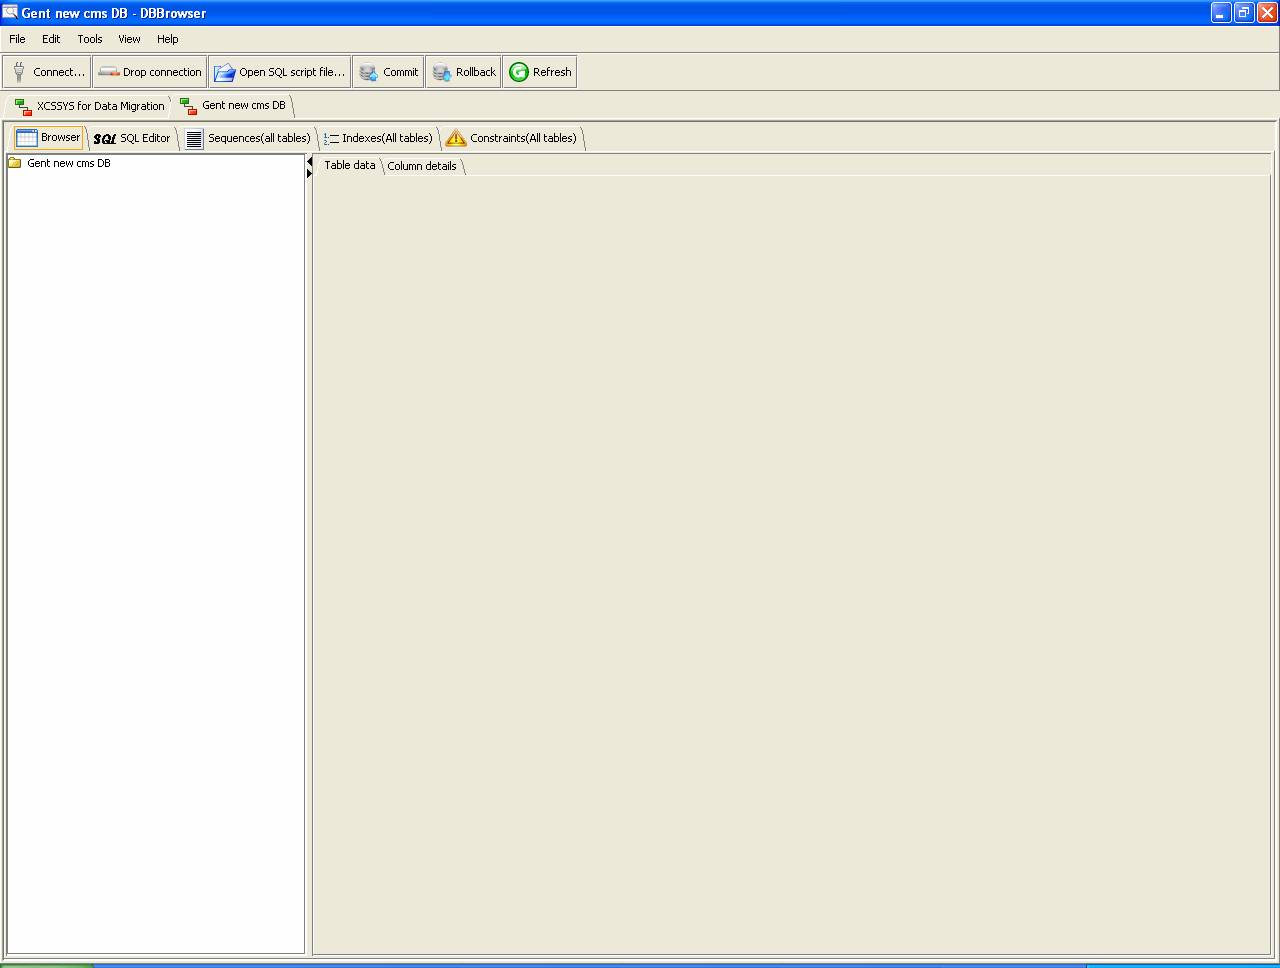 Gent new cms DB - DBBrowser
File Edit Tools View Help
Connect... Drop connection Open SQL script file... Commit Rollback Refresh
XCSSYS for Data Migration Gent new cms DB
Browser SQL SQL Editor Sequences(all tables) Indexes(All tables) Constraints(All tables)
Gent new cms DB Table data Column details